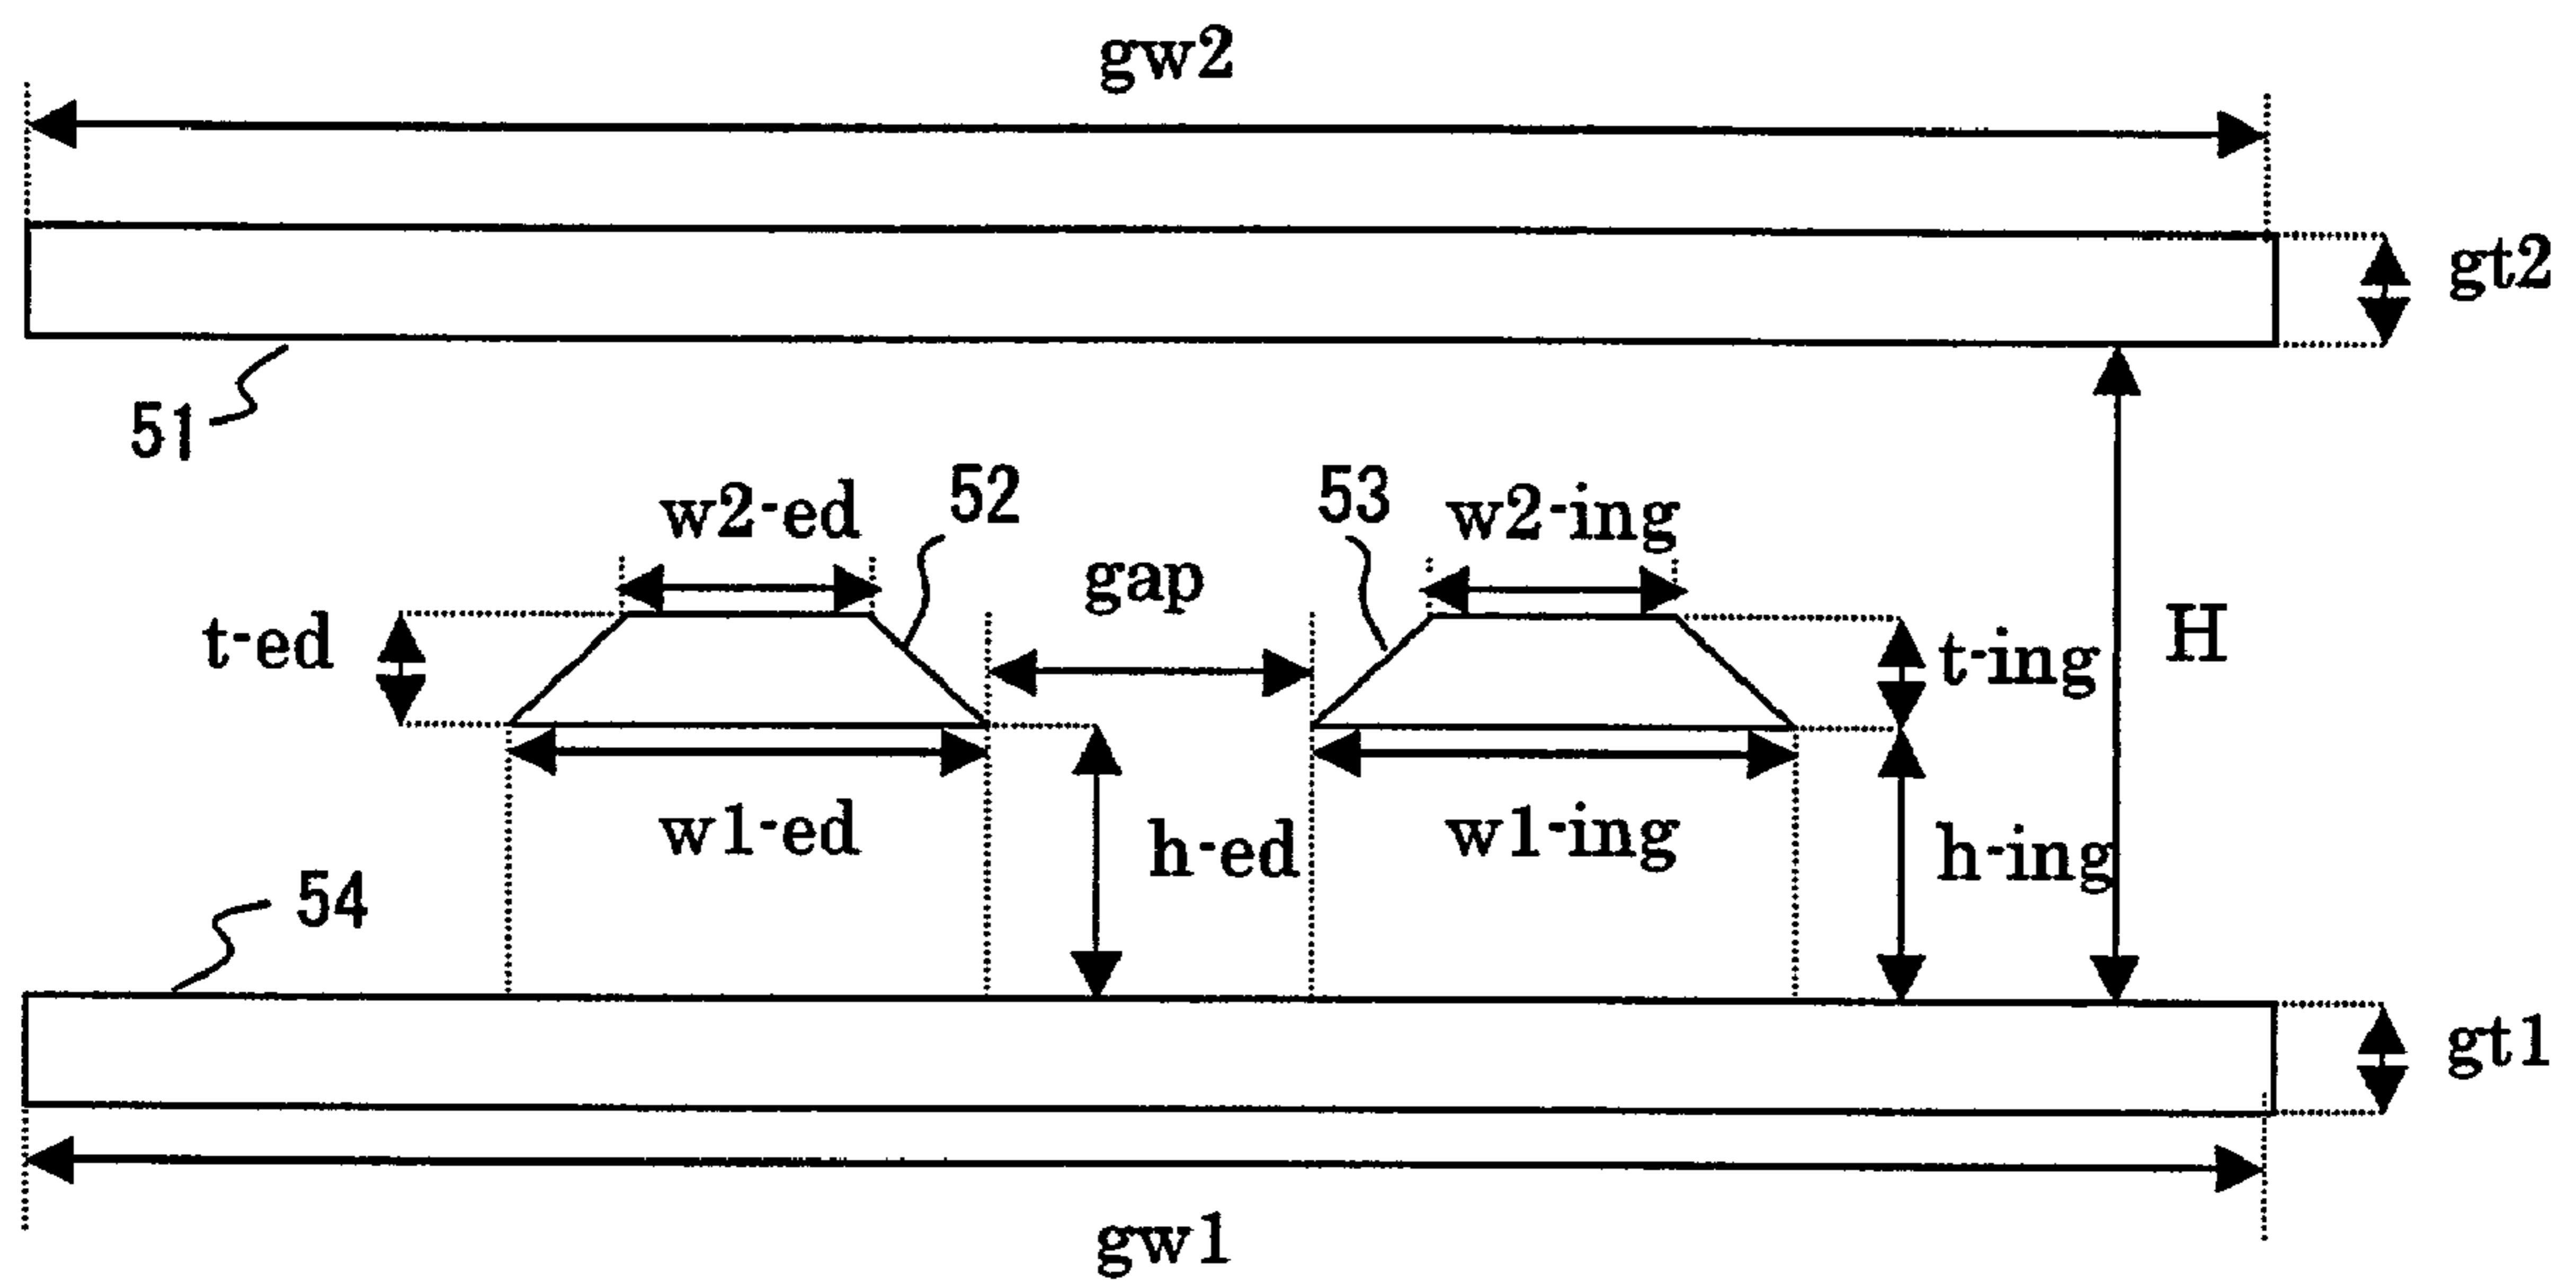 gw2
gt2
51
w2-ed
52
53
w2-ing
gap
t-ed
t-ing
H
w1-ed
h-ed
w1-ing
h-ing
54
gt1
gw1